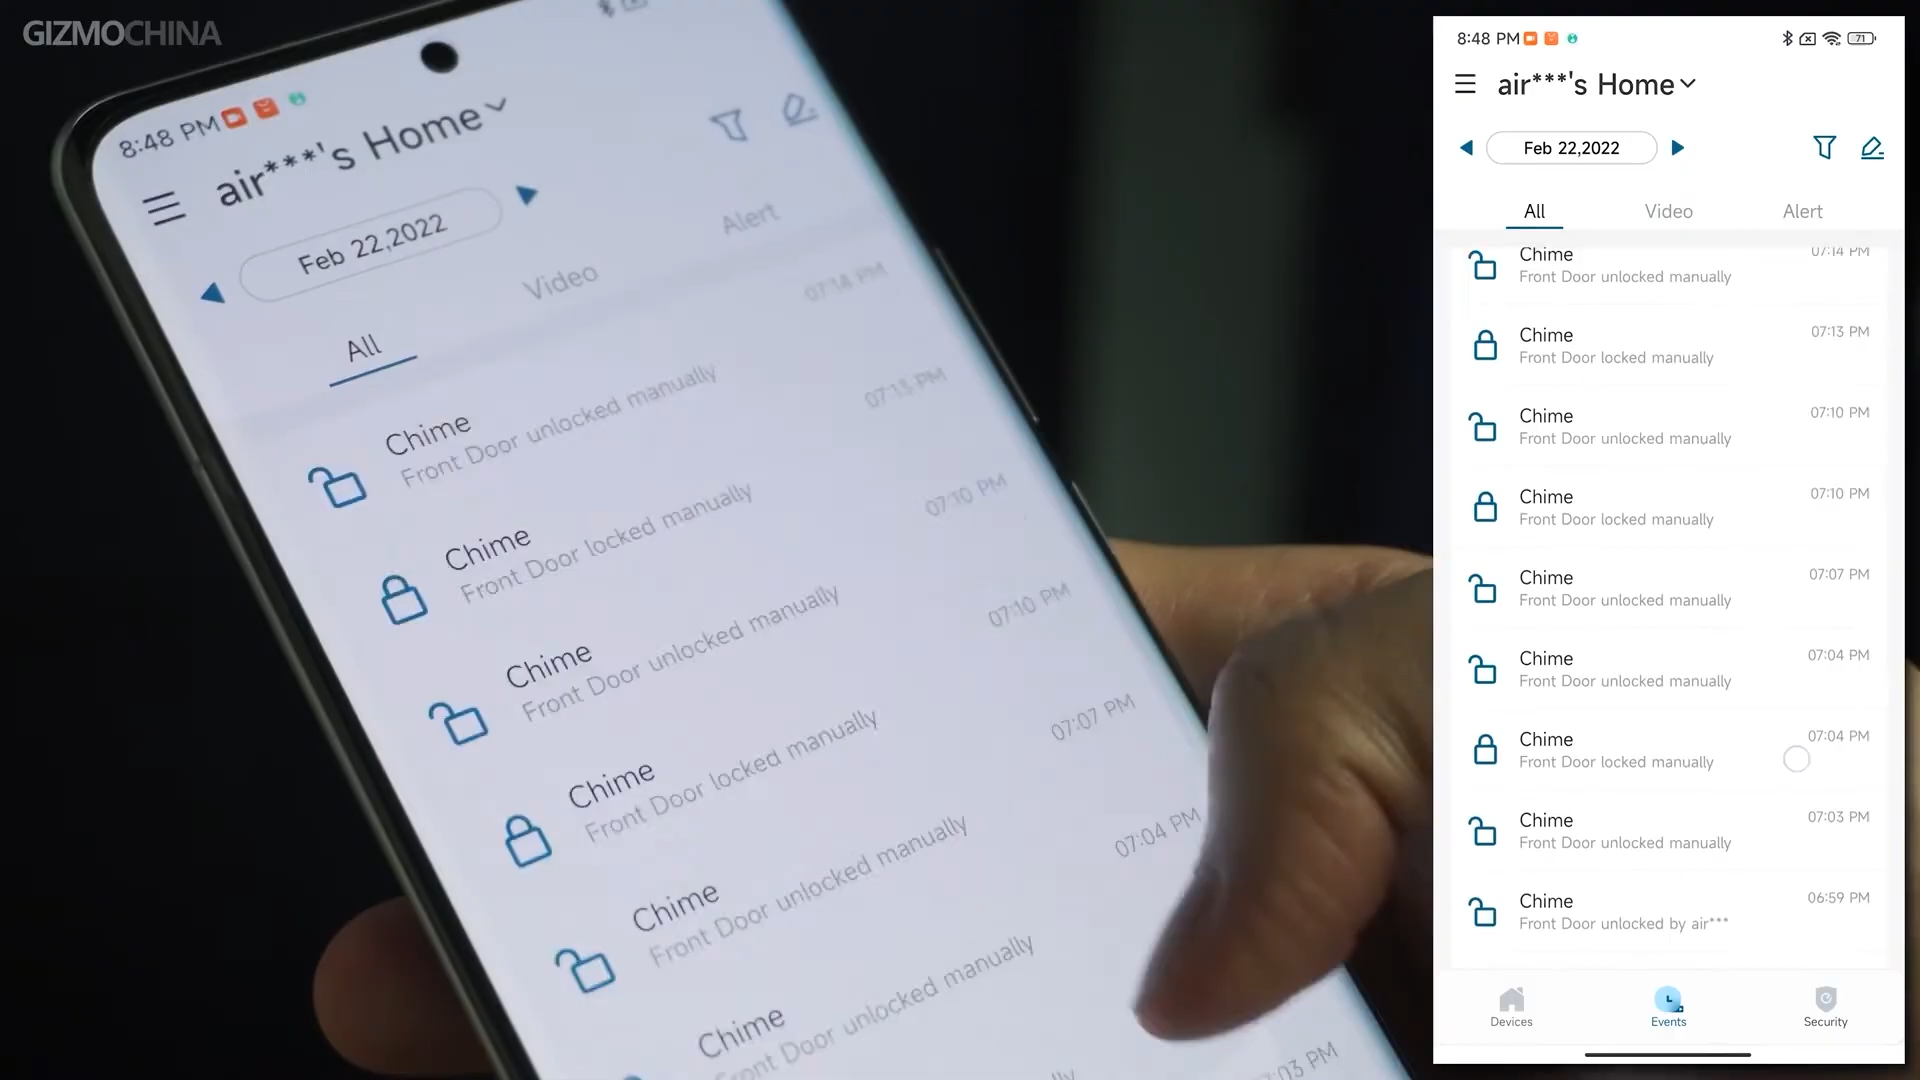 GIZMOCHINA
8:48 PM
air***'s Home
Feb 22,2022
All
Video
Alert
Chime
07:14 PM
Front Door unlocked manually
Chime
07:13 PM
Front Door locked manually
Chime
07:10 PM
Front Door unlocked manually
Chime
07:10 PM
Front Door locked manually
Chime
07:07 PM
Front Door unlocked manually
Chime
07:04 PM
Front Door unlocked manually
8:48 PM
71
air***'s Home
Feb 22,2022
All
Video
Alert
Chime
07:14 PM
Front Door unlocked manually
Chime
07:13 PM
Front Door locked manually
Chime
07:10 PM
Front Door unlocked manually
Chime
07:10 PM
Front Door locked manually
Chime
07:07 PM
Front Door unlocked manually
Chime
07:04 PM
Front Door unlocked manually
Chime
07:04 PM
Front Door locked manually
Chime
07:03 PM
Front Door unlocked manually
Chime
06:59 PM
Front Door unlocked by air***
Devices
Events
Security